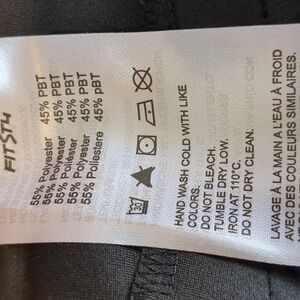 FITST4
55% Polyester 45% PBT
55% Polyester 45% PBT
55% Poliéster 45% PBT
55% Polyester 45% PBT
55% Poliestere 45% pBT
HAND WASH COLD WITH LIKE
COLORS.
DO NOT BLEACH.
TUMBLE DRY LOW.
IRON AT 110°C.
DO NOT DRY CLEAN.
LAVAGE À LA MAIN A L'EAU À FROID
AVEC DES COULEURS SIMILAIRES.